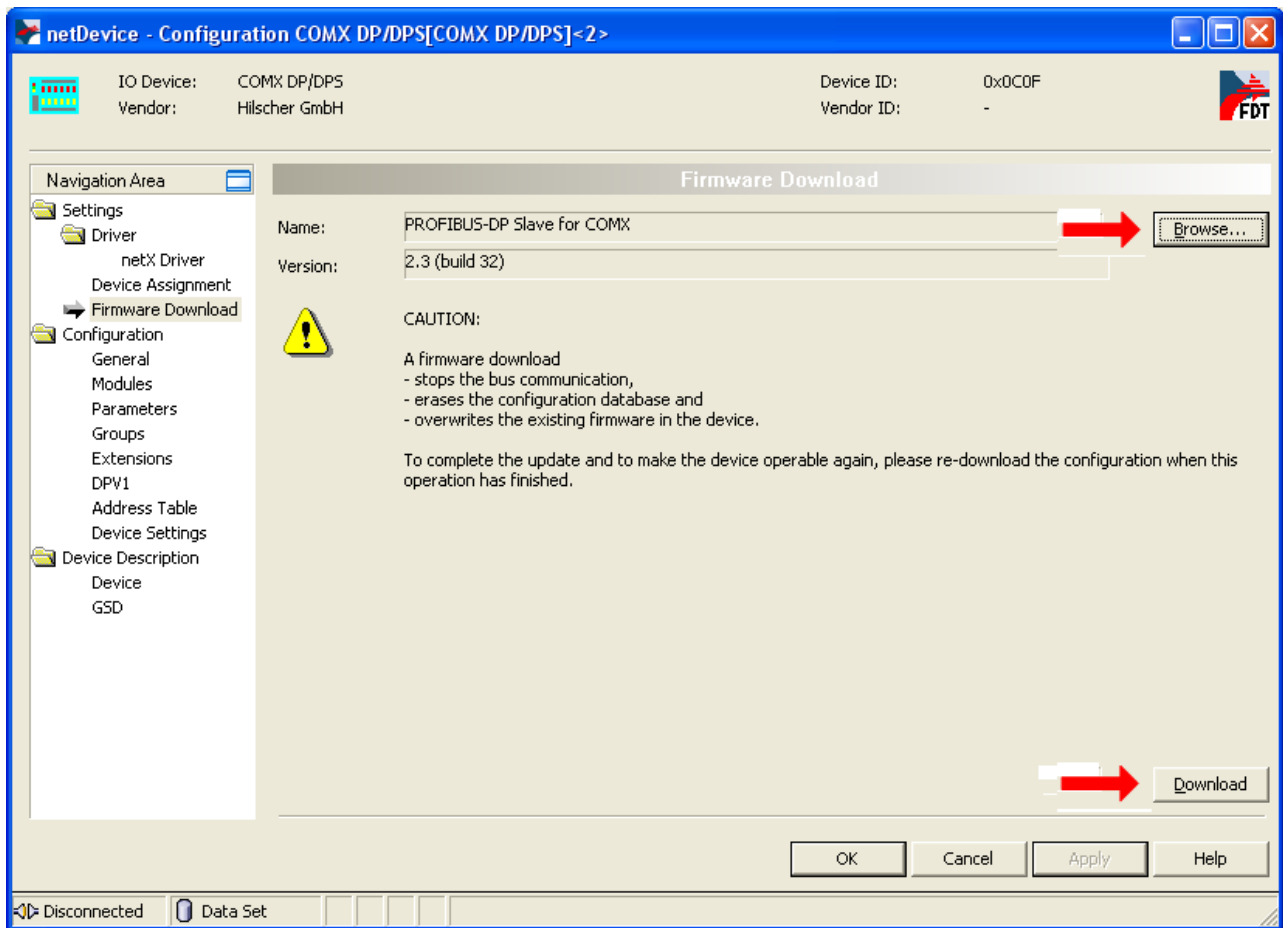 netDevice - Configuration COMX DP/DPS[COMX DP/DPS]<2>
IO Device: COMX DP/DPS Device ID: 0x0C0F
Vendor: Hilscher GmbH Vendor ID: -
FDT
Navigation Area
Firmware Download
Settings
Driver
netX Driver
Device Assignment
Firmware Download
Configuration
General
Modules
Parameters
Groups
Extensions
DPV1
Address Table
Device Settings
Device Description
Device
GSD
Name: PROFIBUS-DP Slave for COMX Browse...
Version: 2.3 (build 32)
CAUTION:
A firmware download
- stops the bus communication,
- erases the configuration database and
- overwrites the existing firmware in the device.
To complete the update and to make the device operable again, please re-download the configuration when this
operation has finished.
Download
OK Cancel Apply Help
Disconnected Data Set